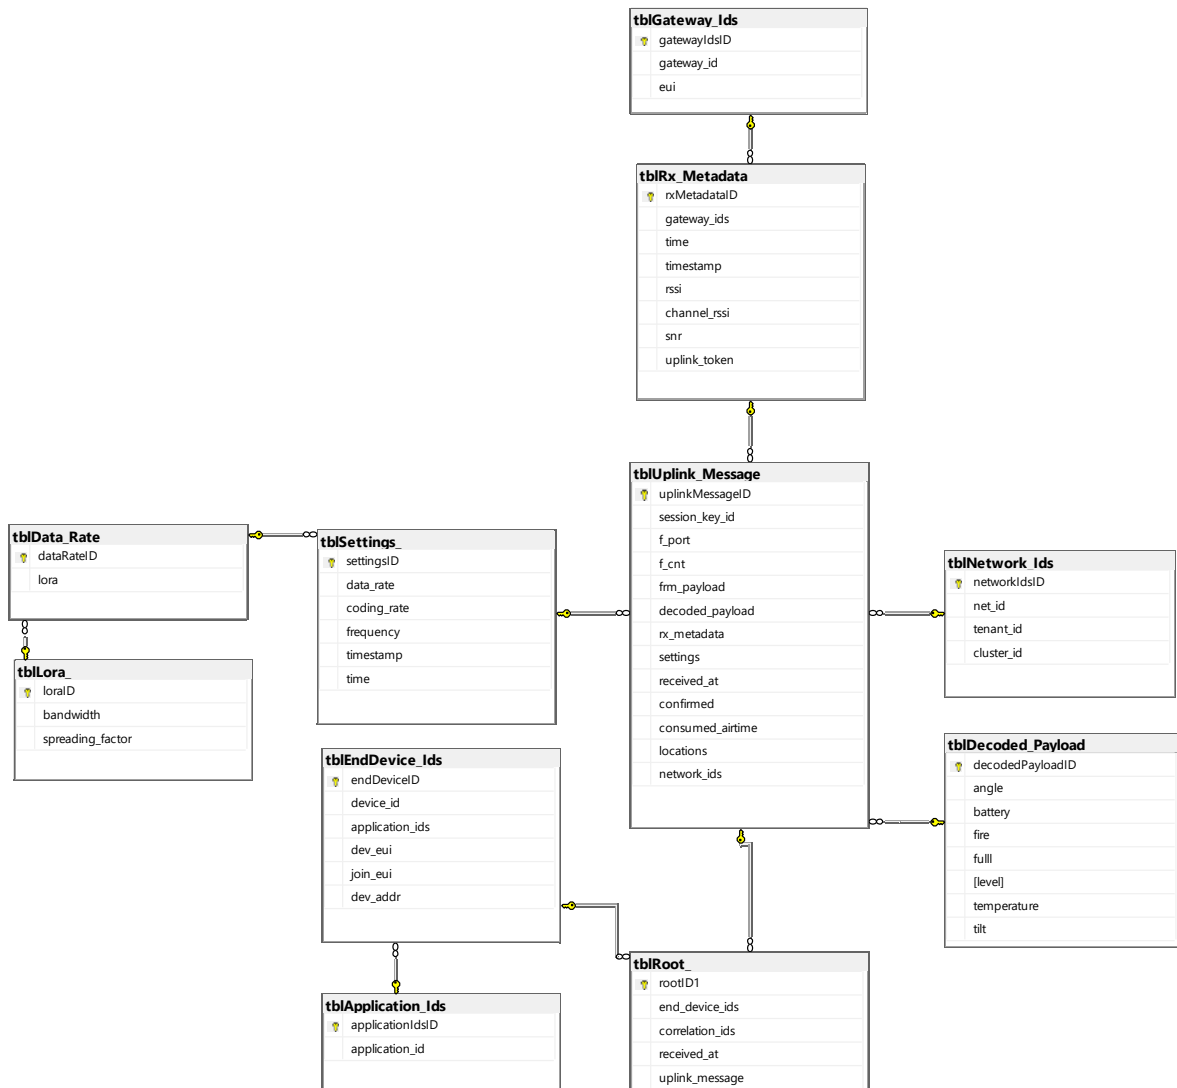 tblGateway_Ids
gatewayIdsID
gateway_id
eui
tblRx_Metadata
rxMetadataID
gateway_ids
time
timestamp
rssi
channel_rssi
snr
uplink_token
tblUplink_Message
uplinkMessageID
session_key_id
f_port
f_cnt
frm_payload
decoded_payload
rx_metadata
settings
received_at
confirmed
consumed_airtime
locations
network_ids
tblData_Rate
dataRateID
lora
tblSettings_
settingsID
data_rate
coding_rate
frequency
timestamp
time
tblNetwork_Ids
networkIdsID
net_id
tenant_id
cluster_id
tblLora_
loraID
bandwidth
spreading_factor
tblDecoded_Payload
decodedPayloadID
angle
battery
fire
fulll
[level]
temperature
tilt
tblEndDevice_Ids
endDeviceID
device_id
application_ids
dev_eui
join_eui
dev_addr
tblRoot_
rootID1
end_device_ids
correlation_ids
received_at
uplink_message
tblApplication_Ids
applicationIdsID
application_id